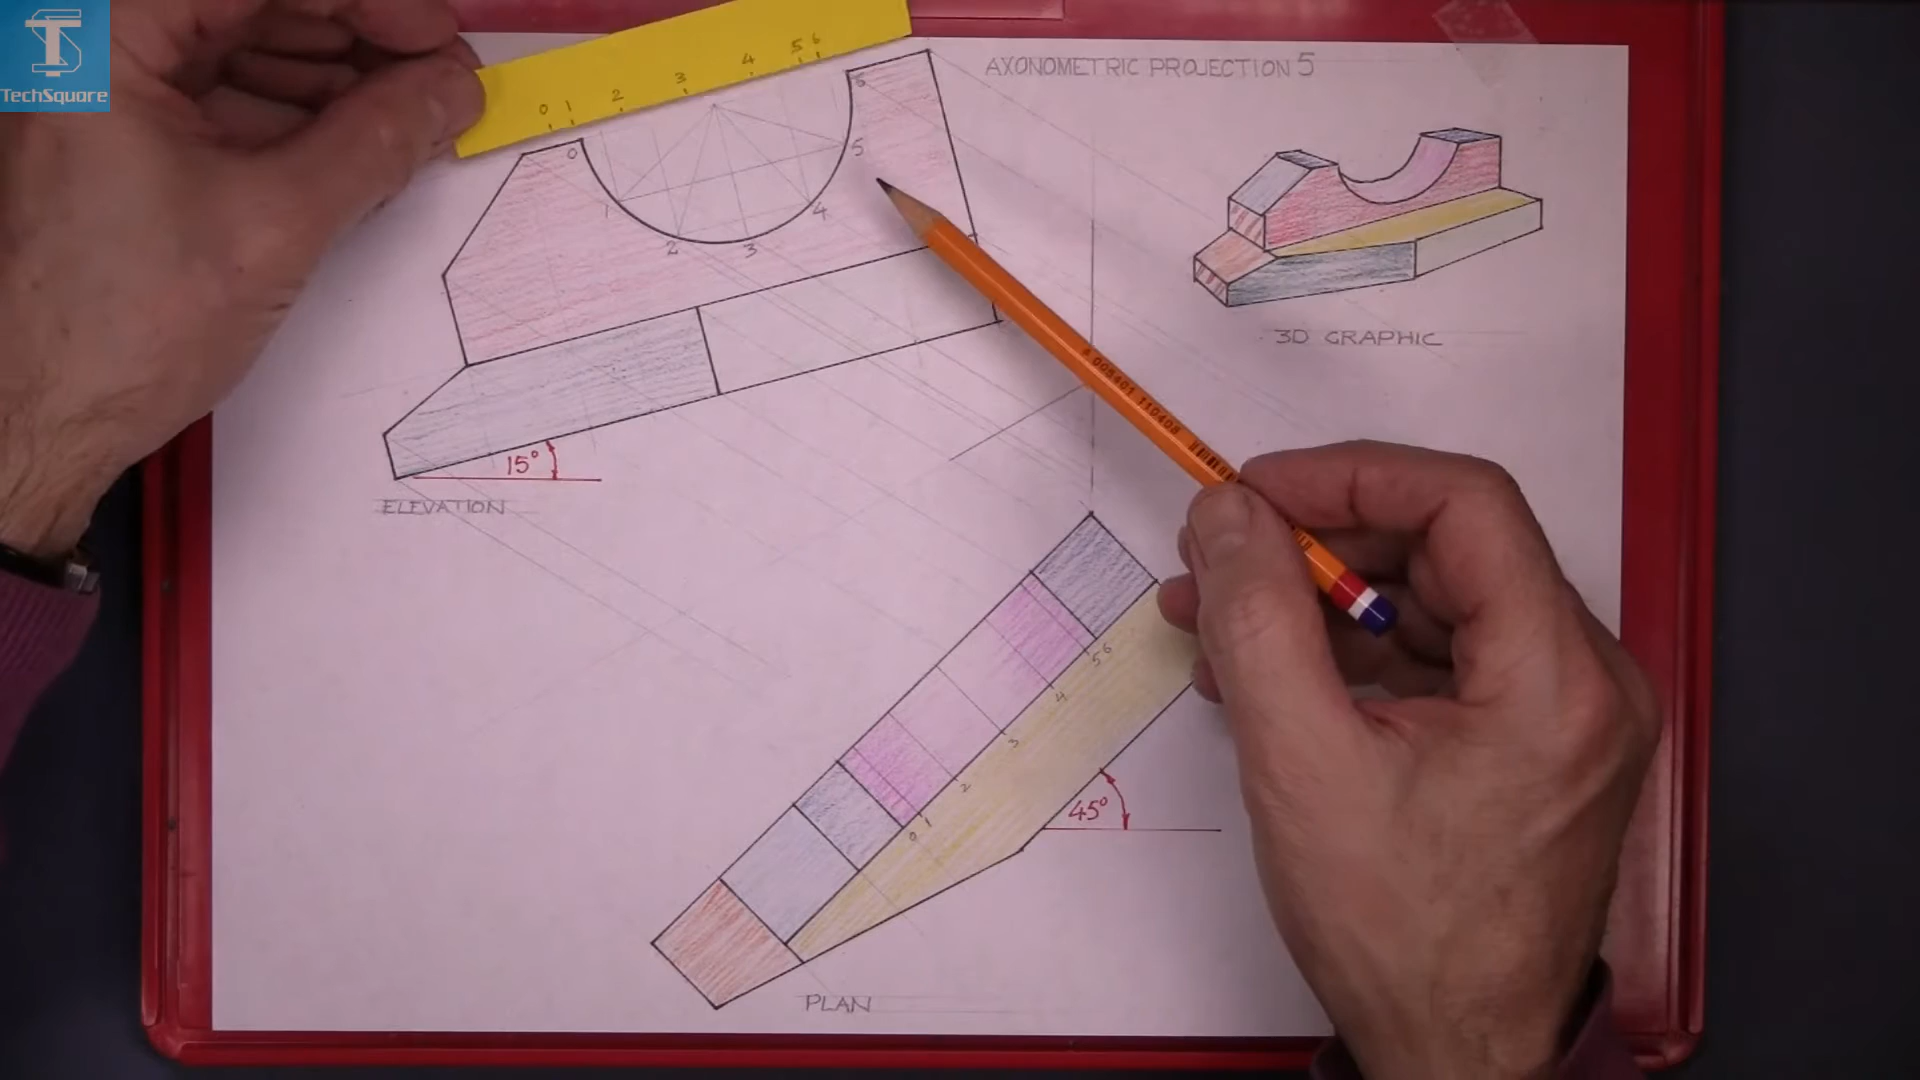 TechSquare
0 1 2 3 4 5 6
AXONOMETRIC PROJECTION 5
6
0
5
1
4
2
3
3D GRAPHIC
15°
ELEVATION
5 6
4
3
2
1
0
45°
PLAN